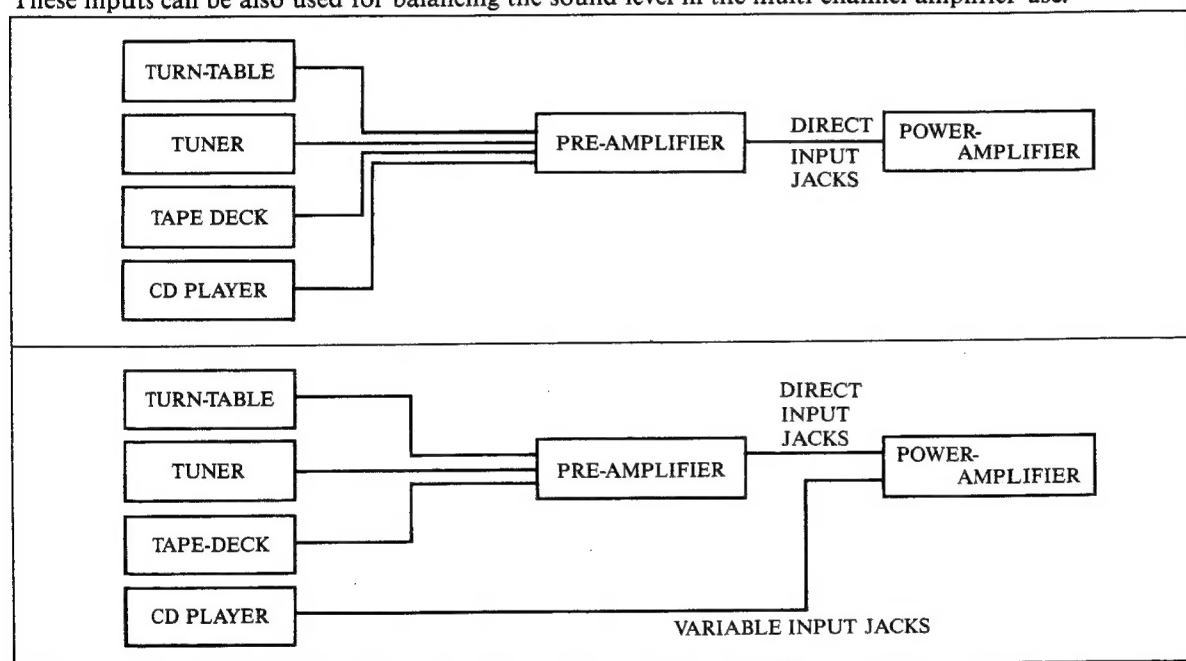 These inputs can be also used for balancing the sound level in the multi channel amplifier use.
TURN-TABLE
TUNER
TAPE DECK
CD PLAYER
PRE-AMPLIFIER
DIRECT
INPUT
JACKS
POWER-
AMPLIFIER
TURN-TABLE
TUNER
TAPE-DECK
CD PLAYER
PRE-AMPLIFIER
DIRECT
INPUT
JACKS
POWER-
AMPLIFIER
VARIABLE INPUT JACKS